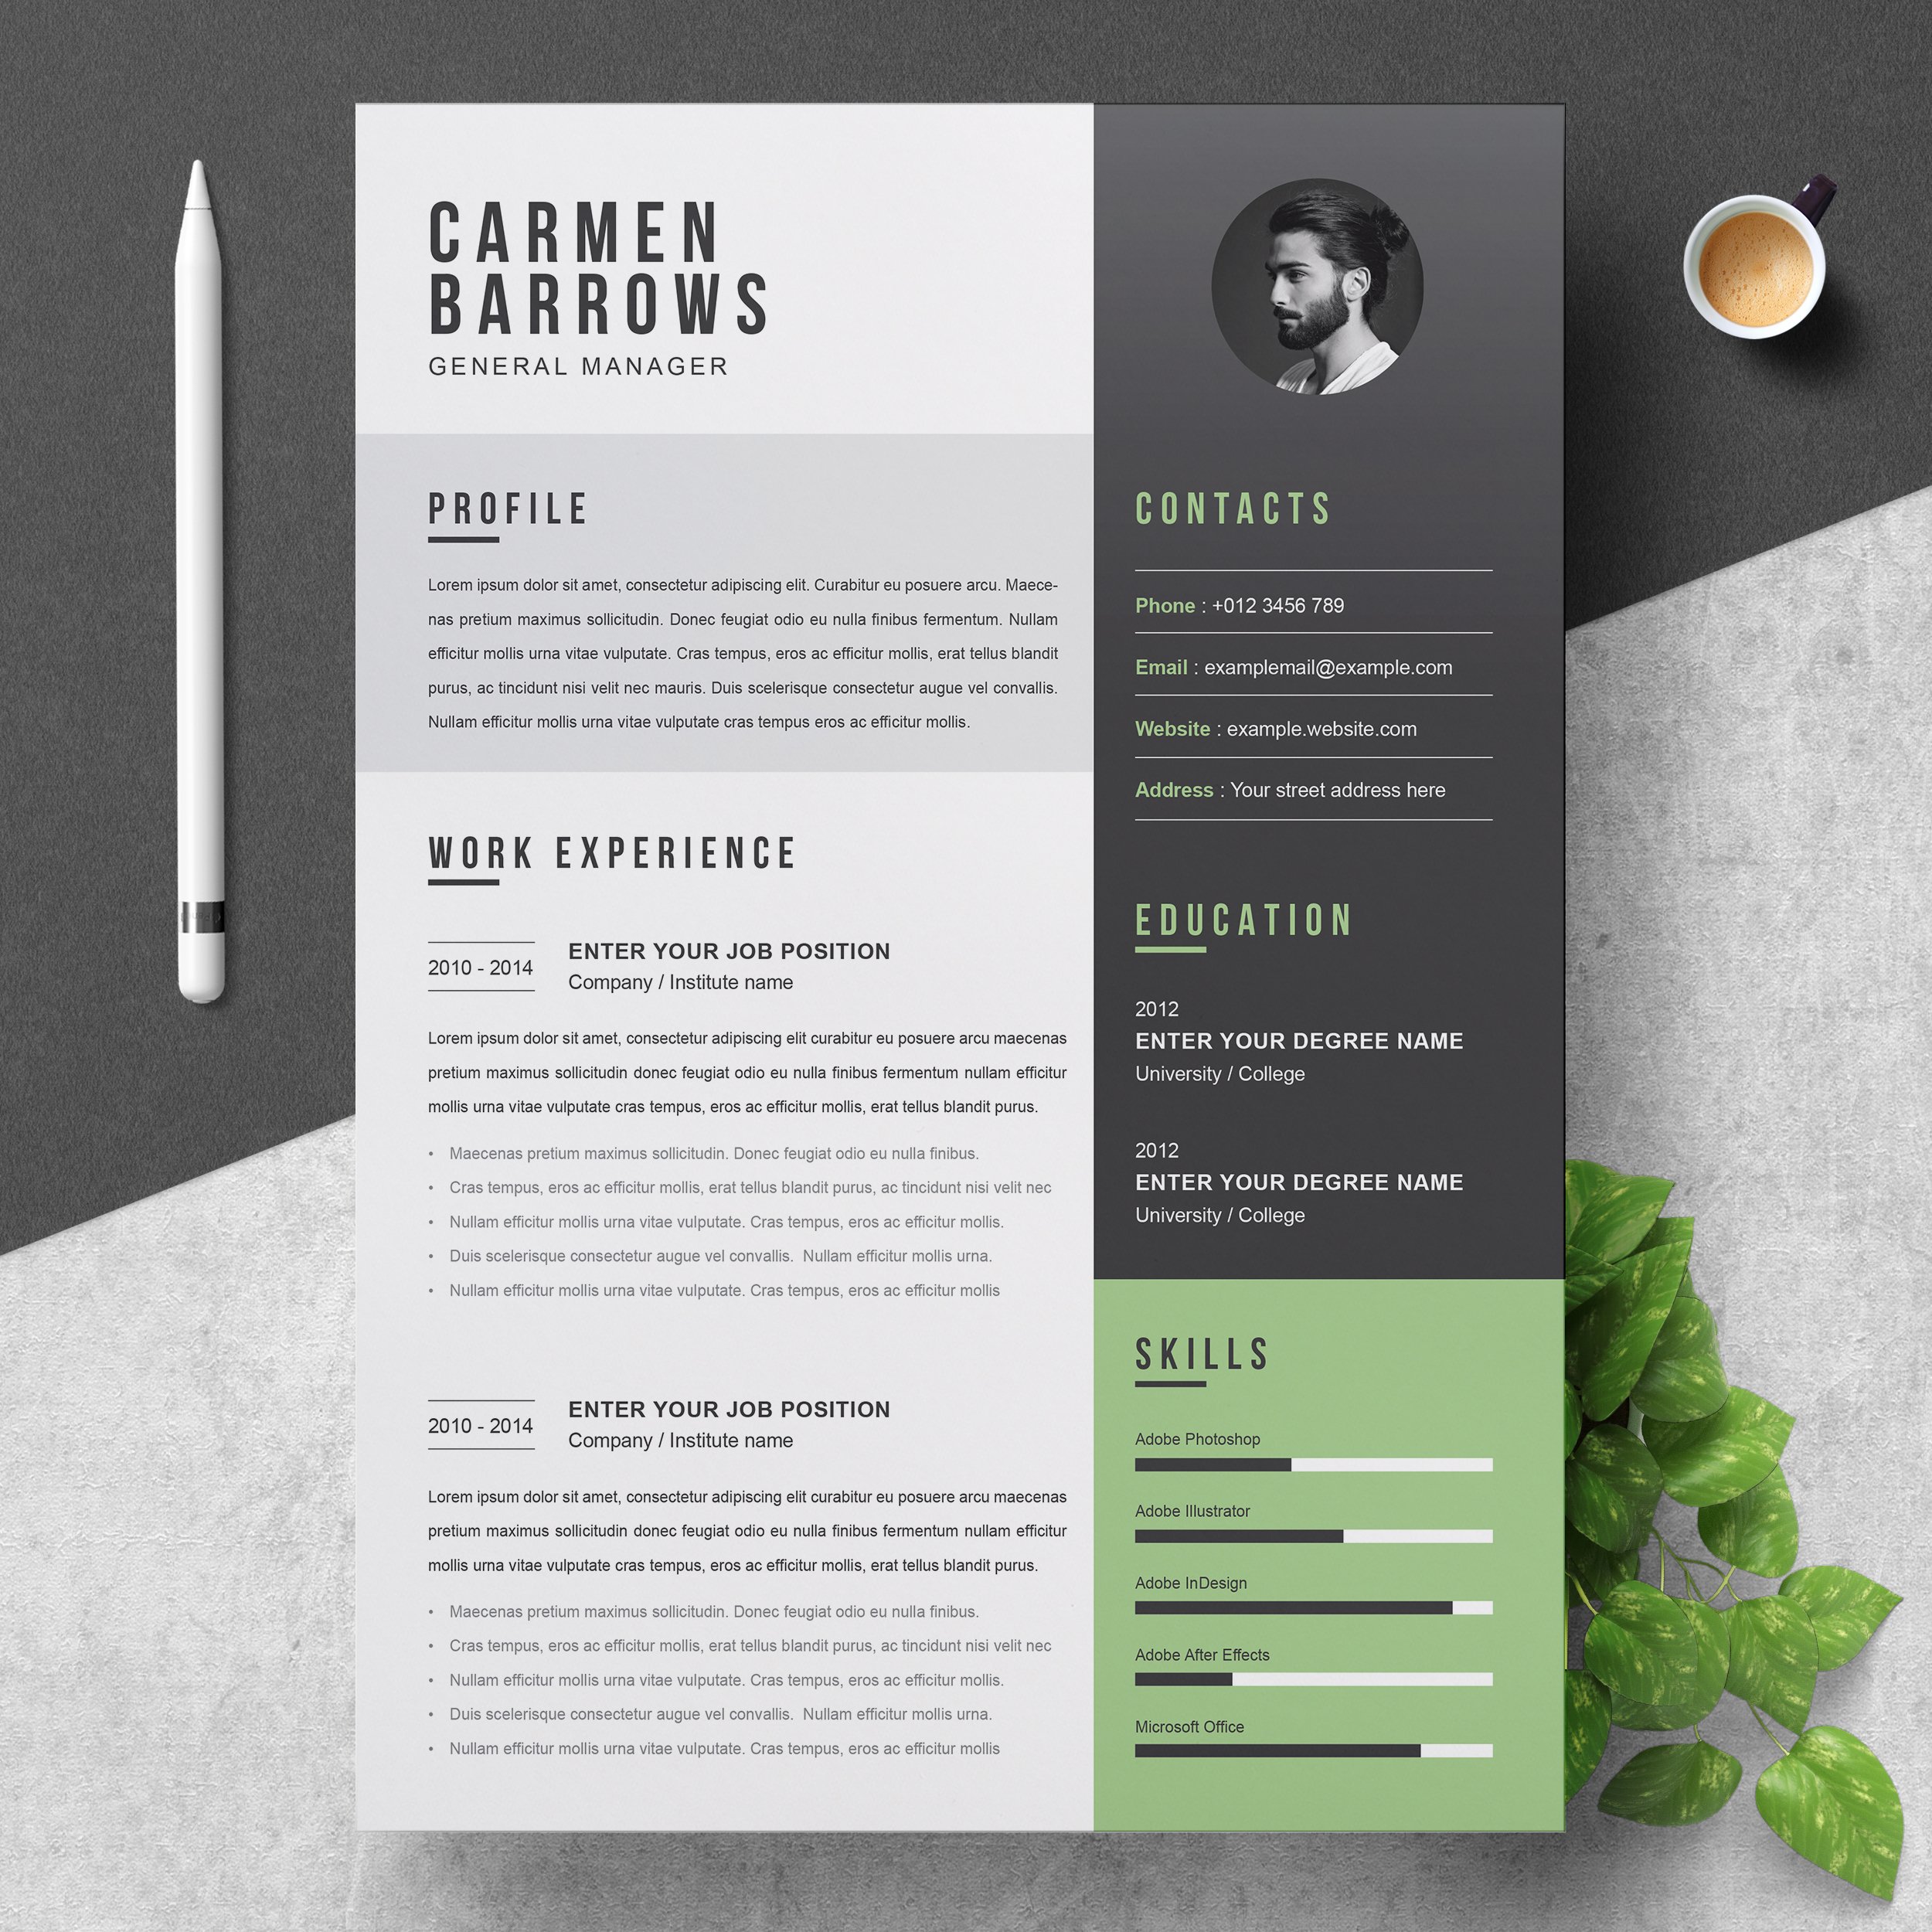 CARMEN
BARROWS
GENERAL MANAGER
PROFILE
Lorem ipsum dolor sit amet, consectetur adipiscing elit. Curabitur eu posuere arcu. Maece-
nas pretium maximus sollicitudin. Donec feugiat odio eu nulla finibus fermentum. Nullam
efficitur mollis urna vitae vulputate. Cras tempus, eros ac efficitur mollis, erat tellus blandit
purus, ac tincidunt nisi velit nec mauris. Duis scelerisque consectetur augue vel convallis.
Nullam efficitur mollis urna vitae vulputate cras tempus eros ac efficitur mollis.
WORK EXPERIENCE
2010 - 2014
ENTER YOUR JOB POSITION
Company / Institute name
Lorem ipsum dolor sit amet, consectetur adipiscing elit curabitur eu posuere arcu maecenas
pretium maximus sollicitudin donec feugiat odio eu nulla finibus fermentum nullam efficitur
mollis urna vitae vulputate cras tempus, eros ac efficitur mollis, erat tellus blandit purus.
• Maecenas pretium maximus sollicitudin. Donec feugiat odio eu nulla finibus.
• Cras tempus, eros ac efficitur mollis, erat tellus blandit purus, ac tincidunt nisi velit nec
• Nullam efficitur mollis urna vitae vulputate. Cras tempus, eros ac efficitur mollis.
• Duis scelerisque consectetur augue vel convallis.  Nullam efficitur mollis urna.
• Nullam efficitur mollis urna vitae vulputate. Cras tempus, eros ac efficitur mollis
2010 - 2014
ENTER YOUR JOB POSITION
Company / Institute name
Lorem ipsum dolor sit amet, consectetur adipiscing elit curabitur eu posuere arcu maecenas
pretium maximus sollicitudin donec feugiat odio eu nulla finibus fermentum nullam efficitur
mollis urna vitae vulputate cras tempus, eros ac efficitur mollis, erat tellus blandit purus.
• Maecenas pretium maximus sollicitudin. Donec feugiat odio eu nulla finibus.
• Cras tempus, eros ac efficitur mollis, erat tellus blandit purus, ac tincidunt nisi velit nec
• Nullam efficitur mollis urna vitae vulputate. Cras tempus, eros ac efficitur mollis.
• Duis scelerisque consectetur augue vel convallis.  Nullam efficitur mollis urna.
• Nullam efficitur mollis urna vitae vulputate. Cras tempus, eros ac efficitur mollis
CONTACTS
Phone : +012 3456 789
Email : examplemail@example.com
Website : example.website.com
Address : Your street address here
EDUCATION
2012
ENTER YOUR DEGREE NAME
University / College
2012
ENTER YOUR DEGREE NAME
University / College
SKILLS
Adobe Photoshop
Adobe Illustrator
Adobe InDesign
Adobe After Effects
Microsoft Office